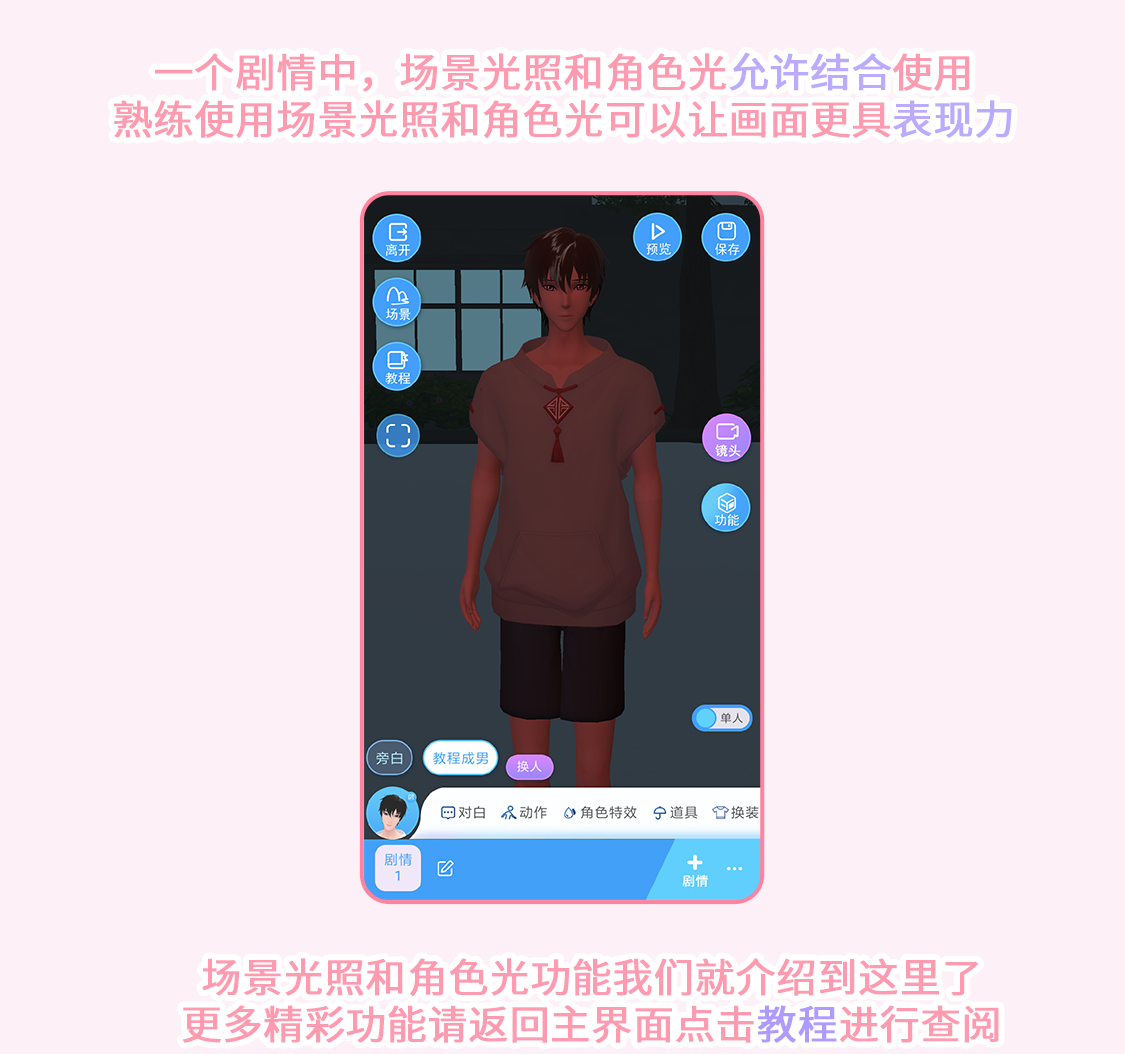 一个剧情中，场景光照和角色光允许结合使用
熟练使用场景光照和角色光可以让画面更具表现力
离开
预览
保存
场景
教程
镜头
功能
单人
旁白
教程成男
换人
对白
动作
角色特效
道具
换装
剧情
1
剧情
场景光照和角色光功能我们就介绍到这里了
更多精彩功能请返回主界面点击教程进行查阅